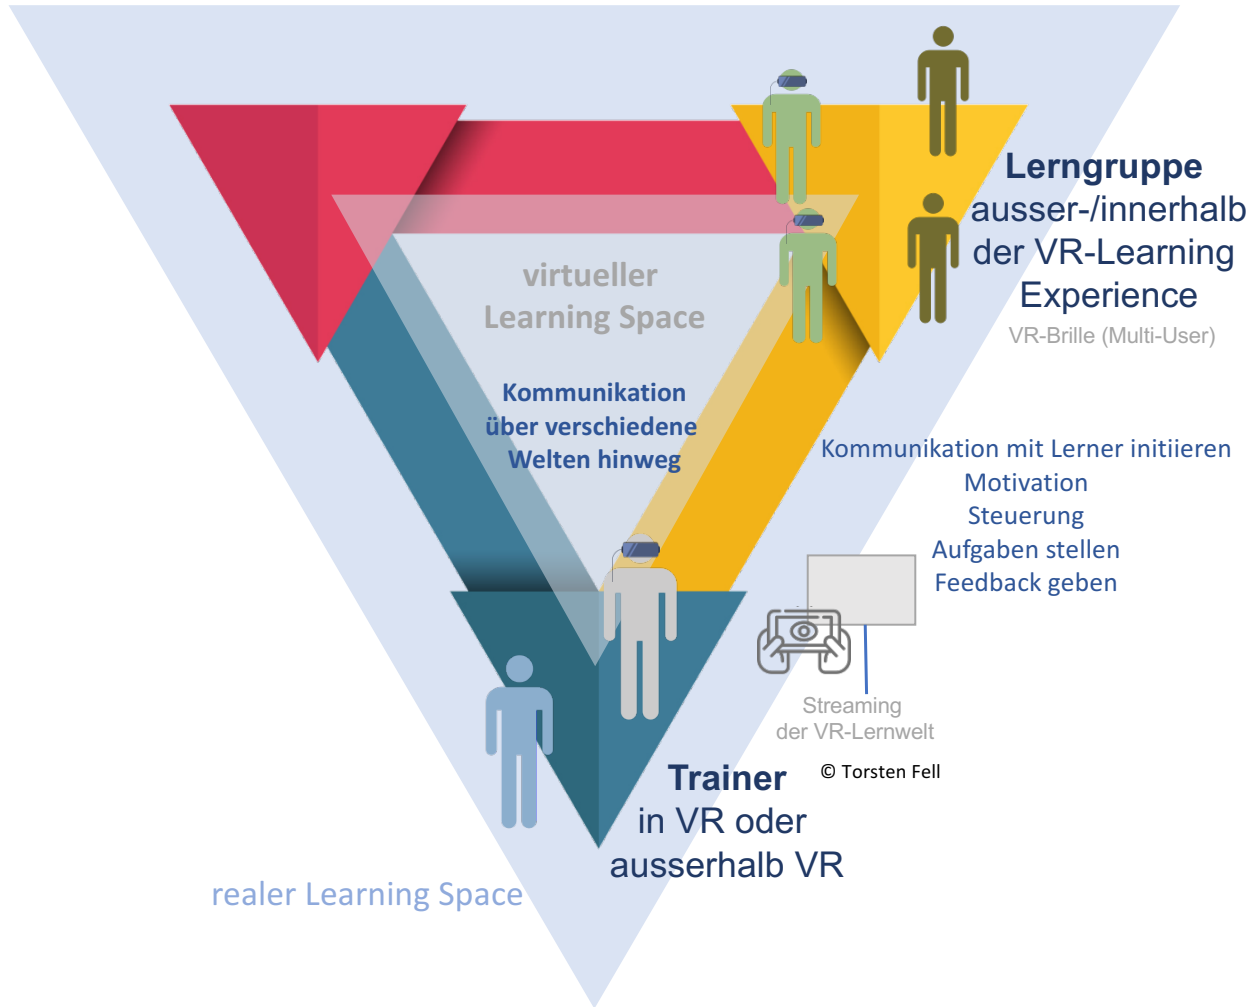 Lerngruppe
ausser-/innerhalb
der VR-Learning
Experience
VR-Brille (Multi-User)
virtueller
Learning Space
Kommunikation
über verschiedene
Welten hinweg
Kommunikation mit Lerner initiieren
Motivation
Steuerung
Aufgaben stellen
Feedback geben
Streaming
der VR-Lernwelt
© Torsten Fell
Trainer
in VR oder
ausserhalb VR
realer Learning Space